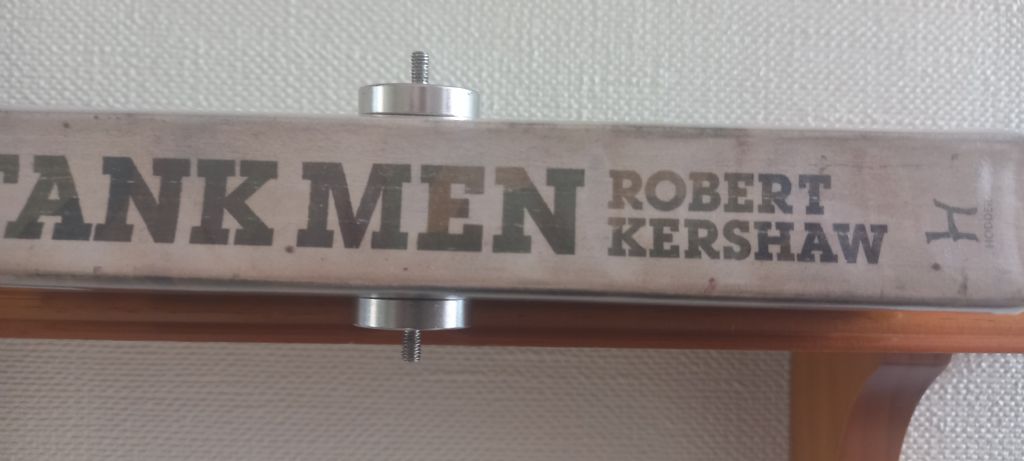 TANK MEN
ROBERT
KERSHAW
H